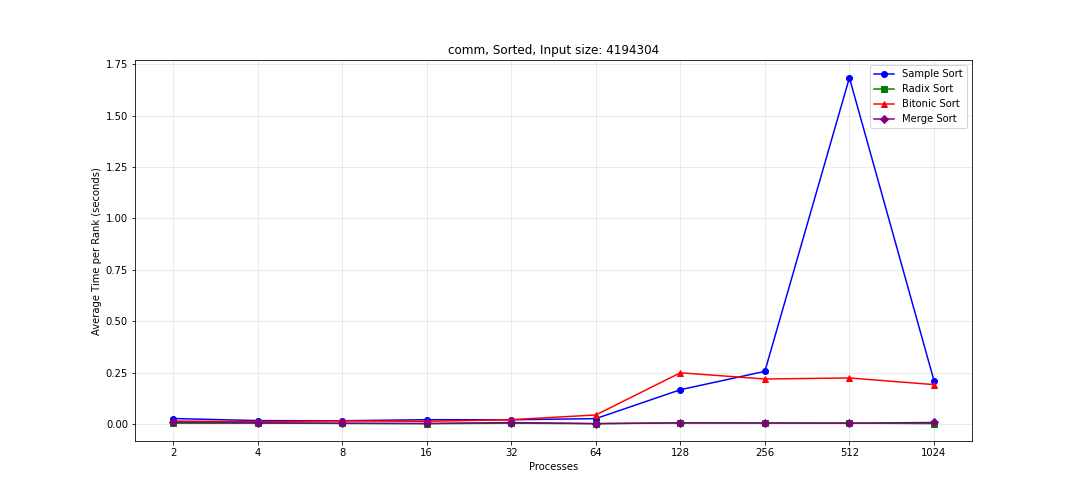 comm, Sorted, Input size: 4194304
Sample Sort
Radix Sort
Bitonic Sort
Merge Sort
Average Time per Rank (seconds)
1.75
1.50
1.25
1.00
0.75
0.50
0.25
0.00
2 4 8 16 32 64 128 256 512 1024
Processes